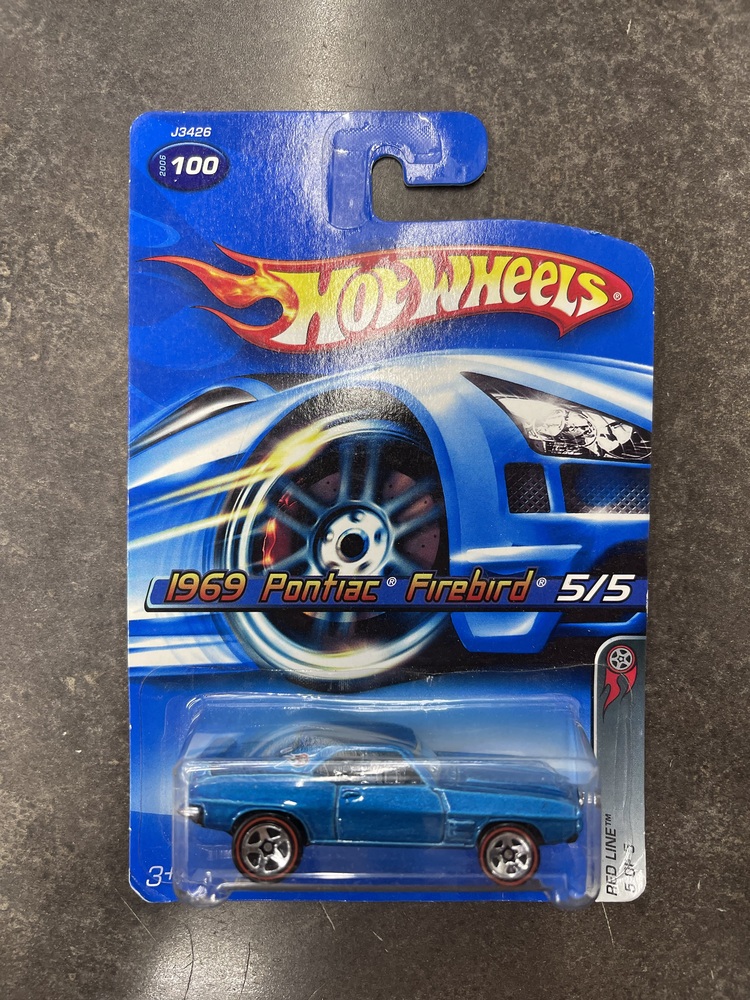 J3426
2006 100
HOT WHEELS®
1969 Pontiac® Firebird® 5/5
RED LINE™
5 OF 5
3+